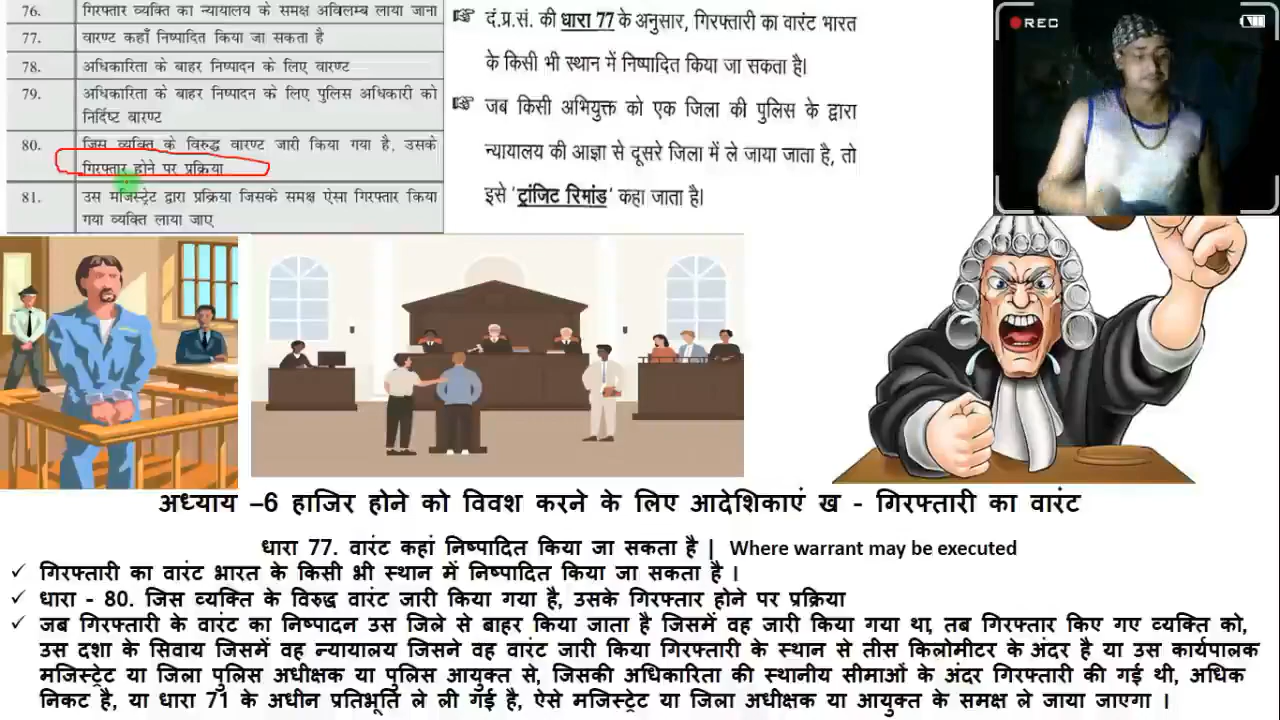 76. गिरफ्तार व्यक्ति का न्यायालय के समक्ष अविलम्ब लाया जाना
77. वारण्ट कहाँ निष्पादित किया जा सकता है
78. अधिकारिता के बाहर निष्पादन के लिए वारण्ट
79. अधिकारिता के बाहर निष्पादन के लिए पुलिस अधिकारी को
निर्दिष्ट वारण्ट
80. जिस व्यक्ति के विरुद्ध वारण्ट जारी किया गया है, उसके
गिरफ्तार होने पर प्रक्रिया
81. उस मजिस्ट्रेट द्वारा प्रक्रिया जिसके समक्ष ऐसा गिरफ्तार किया
गया व्यक्ति लाया जाए
दं.प्र.सं. की धारा 77 के अनुसार, गिरफ्तारी का वारंट भारत
के किसी भी स्थान में निष्पादित किया जा सकता है।
जब किसी अभियुक्त को एक जिला की पुलिस के द्वारा
न्यायालय की आज्ञा से दूसरे जिला में ले जाया जाता है, तो
इसे 'ट्रांजिट रिमांड' कहा जाता है।
REC
अध्याय –6 हाजिर होने को विवश करने के लिए आदेशिकाएं ख - गिरफ्तारी का वारंट
धारा 77. वारंट कहां निष्पादित किया जा सकता है | Where warrant may be executed
✓ गिरफ्तारी का वारंट भारत के किसी भी स्थान में निष्पादित किया जा सकता है ।
✓ धारा - 80. जिस व्यक्ति के विरुद्ध वारंट जारी किया गया है, उसके गिरफ्तार होने पर प्रक्रिया
✓ जब गिरफ्तारी के वारंट का निष्पादन उस जिले से बाहर किया जाता है जिसमें वह जारी किया गया था, तब गिरफ्तार किए गए व्यक्ति को,
उस दशा के सिवाय जिसमें वह न्यायालय जिसने वह वारंट जारी किया गिरफ्तारी के स्थान से तीस किलोमीटर के अंदर है या उस कार्यपालक
मजिस्ट्रेट या जिला पुलिस अधीक्षक या पुलिस आयुक्त से, जिसकी अधिकारिता की स्थानीय सीमाओं के अंदर गिरफ्तारी की गई थी, अधिक
निकट है, या धारा 71 के अधीन प्रतिभूति ले ली गई है, ऐसे मजिस्ट्रेट या जिला अधीक्षक या आयुक्त के समक्ष ले जाया जाएगा ।